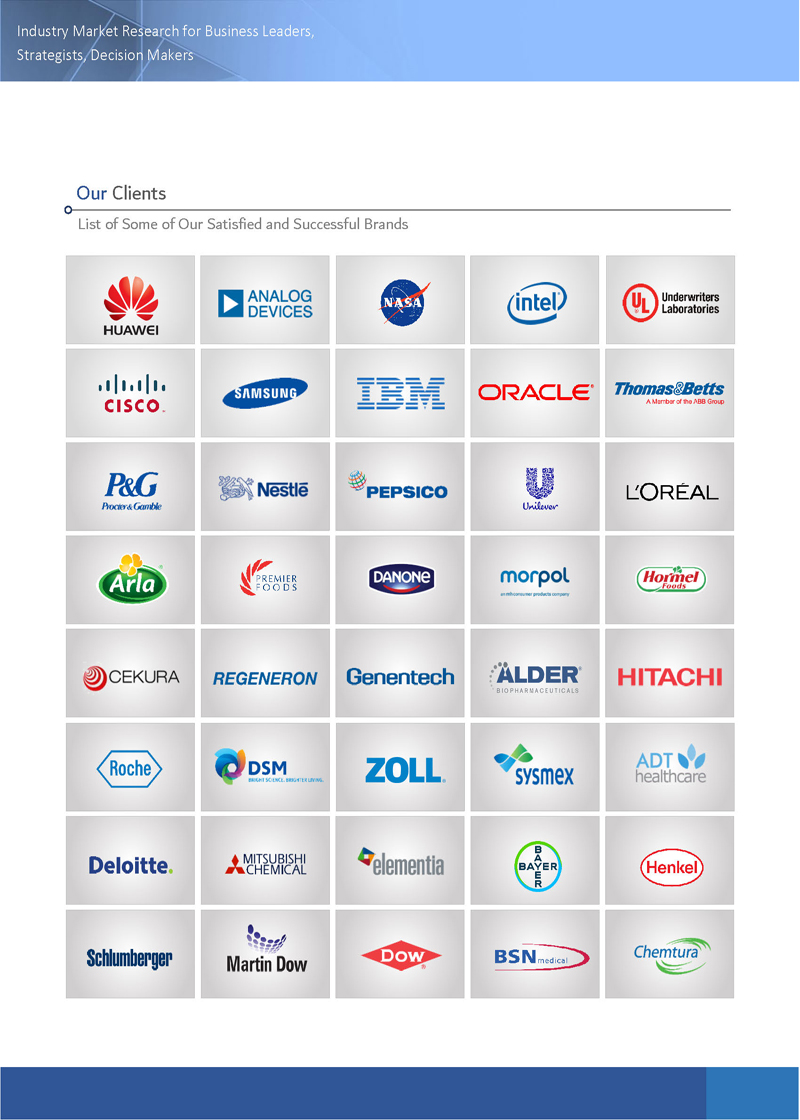 Industry Market Research for Business Leaders,
Strategists, Decision Makers
Our Clients
List of Some of Our Satisfied and Successful Brands
HUAWEI
ANALOG
DEVICES
NASA
intel
UL
Underwriters
Laboratories
CISCO
SAMSUNG
IBM
ORACLE
Thomas&Betts
A Member of the ABB Group
P&G
Procter & Gamble
Nestlé
PEPSICO
Unilever
L'ORÉAL
Arla
PREMIER
FOODS
DANONE
morpol
Hormel
Foods
CEKURA
REGENERON
Genentech
ALDER
BIOPHARMACEUTICALS
HITACHI
Roche
DSM
BRIGHT SCIENCE. BRIGHTER LIVING.
ZOLL
sysmex
ADT
healthcare
Deloitte.
MITSUBISHI
CHEMICAL
elementia
BAYER
BAYER
Henkel
Schlumberger
Martin Dow
Dow
BSN medical
Chemtura